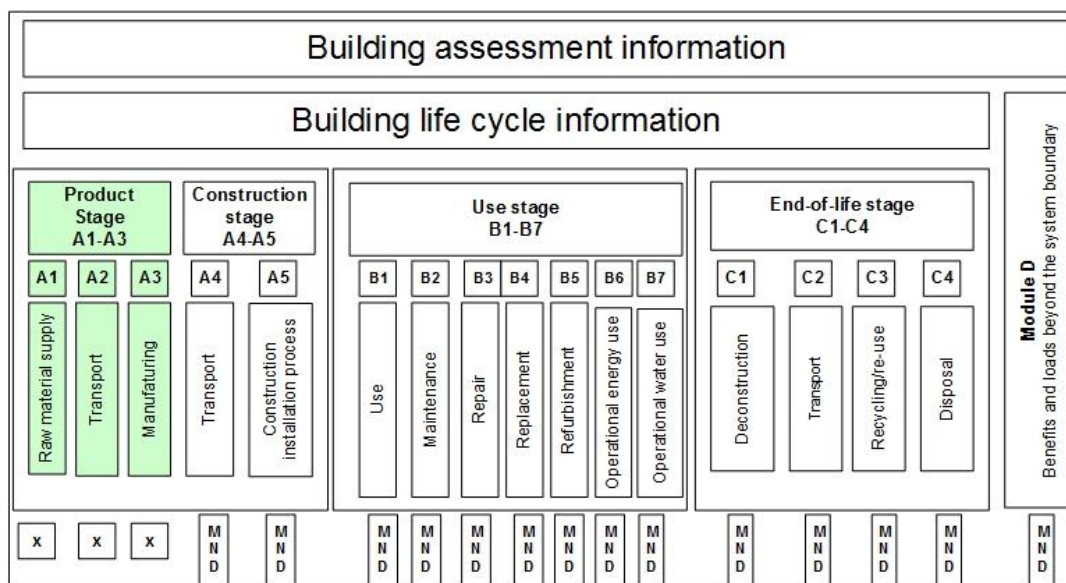 Building assessment information
Building life cycle information
Product
Stage
A1-A3
Construction
stage
A4-A5
Use stage
B1-B7
End-of-life stage
C1-C4
A1
A2
A3
A4
A5
B1
B2
B3
B4
B5
B6
B7
C1
C2
C3
C4
Raw material supply
Transport
Manufaturing
Transport
Construction
installation process
Use
Maintenance
Repair
Replacement
Refurbishment
Operational energy use
Operational water use
Deconstruction
Transport
Recycling/re-use
Disposal
Module D
Benefits and loads beyond the system boundary
x
x
x
MND
MND
MND
MND
MND
MND
MND
MND
MND
MND
MND
MND
MND
MND